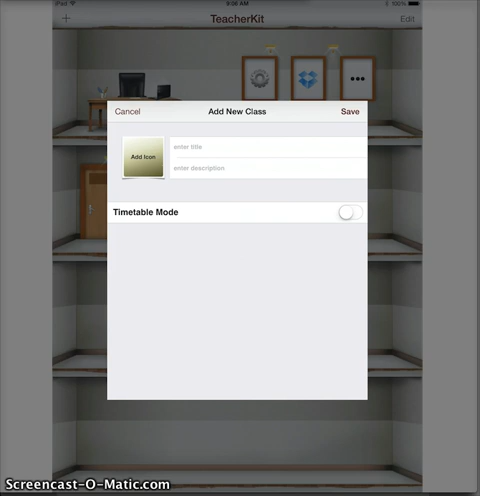 iPad 9:36 AM 100%
+ TeacherKit Edit
Cancel Add New Class Save
Add Icon
enter title
enter description
Timetable Mode
Screencast-O-Matic.com